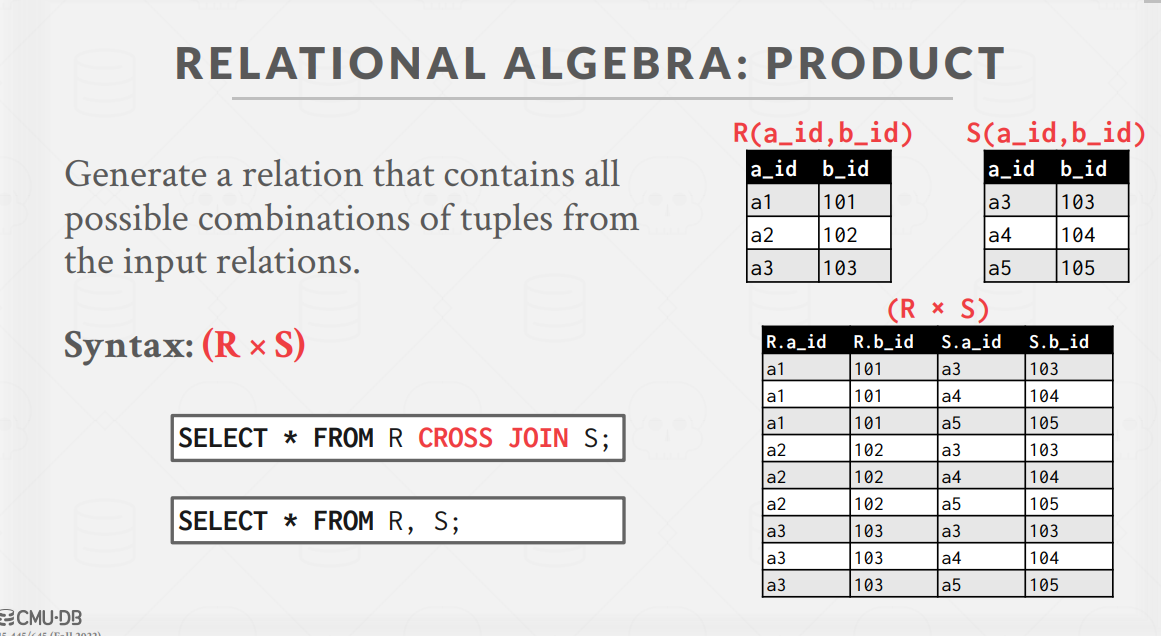 RELATIONAL ALGEBRA: PRODUCT
Generate a relation that contains all
possible combinations of tuples from
the input relations.
Syntax: (R × S)
SELECT * FROM R CROSS JOIN S;
SELECT * FROM R, S;
R(a_id,b_id)
a_id b_id
a1 101
a2 102
a3 103
S(a_id,b_id)
a_id b_id
a3 103
a4 104
a5 105
(R × S)
R.a_id R.b_id S.a_id S.b_id
a1 101 a3 103
a1 101 a4 104
a1 101 a5 105
a2 102 a3 103
a2 102 a4 104
a2 102 a5 105
a3 103 a3 103
a3 103 a4 104
a3 103 a5 105
CMU·DB